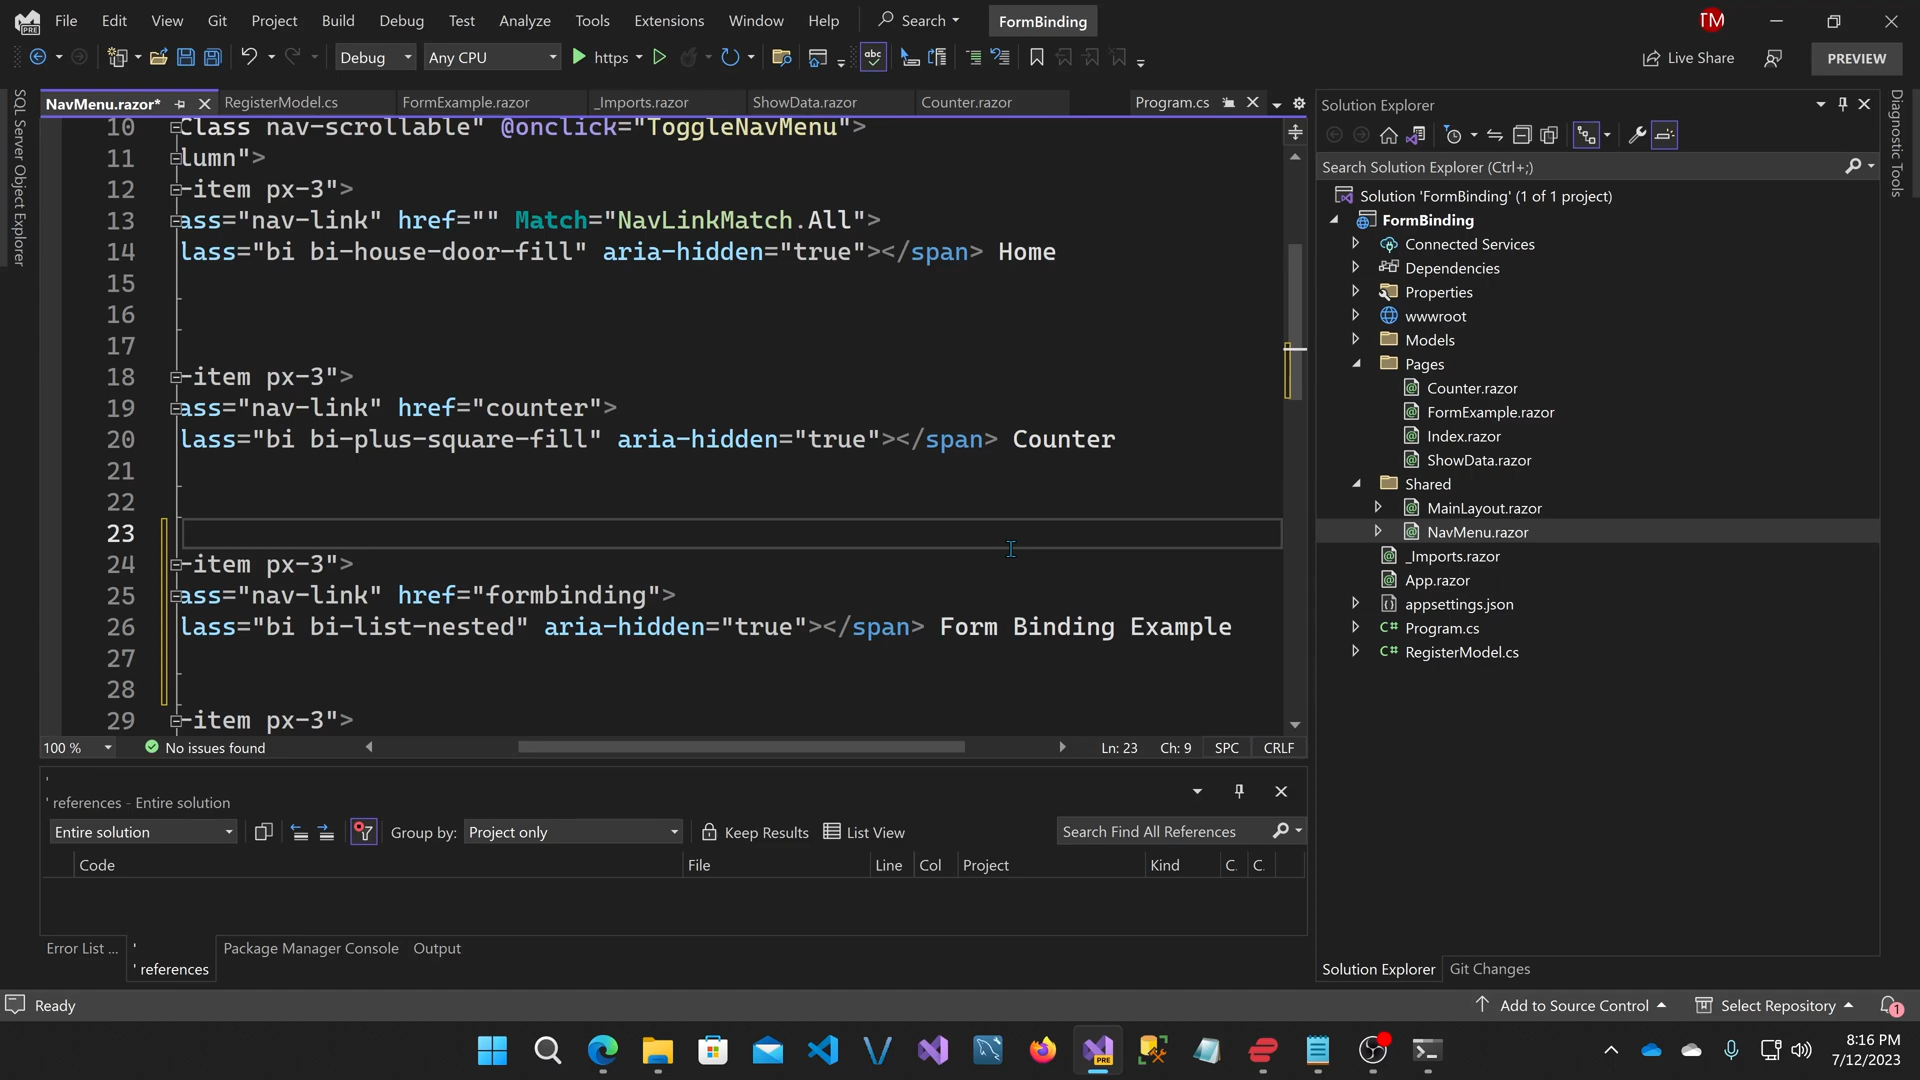 File Edit View Git Project Build Debug Test Analyze Tools Extensions Window Help Search FormBinding TM
Debug Any CPU https abc Live Share PREVIEW
SQL Server Object Explorer
NavMenu.razor* RegisterModel.cs FormExample.razor _Imports.razor ShowData.razor Counter.razor Program.cs
10 Class nav-scrollable" @onclick="ToggleNavMenu">
11 lumn">
12 -item px-3">
13 ass="nav-link" href="" Match="NavLinkMatch.All">
14 lass="bi bi-house-door-fill" aria-hidden="true"></span> Home
15
16
17
18 -item px-3">
19 ass="nav-link" href="counter">
20 lass="bi bi-plus-square-fill" aria-hidden="true"></span> Counter
21
22
23
24 -item px-3">
25 ass="nav-link" href="formbinding">
26 lass="bi bi-list-nested" aria-hidden="true"></span> Form Binding Example
27
28
29 -item px-3">
100 % No issues found Ln: 23 Ch: 9 SPC CRLF
'
' references - Entire solution
Entire solution Group by: Project only Keep Results List View Search Find All References
Code File Line Col Project Kind C. C.
Error List ... '
' references
Package Manager Console Output
Solution Explorer
Search Solution Explorer (Ctrl+;)
Solution 'FormBinding' (1 of 1 project)
FormBinding
Connected Services
Dependencies
Properties
wwwroot
Models
Pages
Counter.razor
FormExample.razor
Index.razor
ShowData.razor
Shared
MainLayout.razor
NavMenu.razor
_Imports.razor
App.razor
appsettings.json
C# Program.cs
C# RegisterModel.cs
Solution Explorer Git Changes
Diagnostic Tools
Ready Add to Source Control Select Repository 1
PRE
8:16 PM
7/12/2023